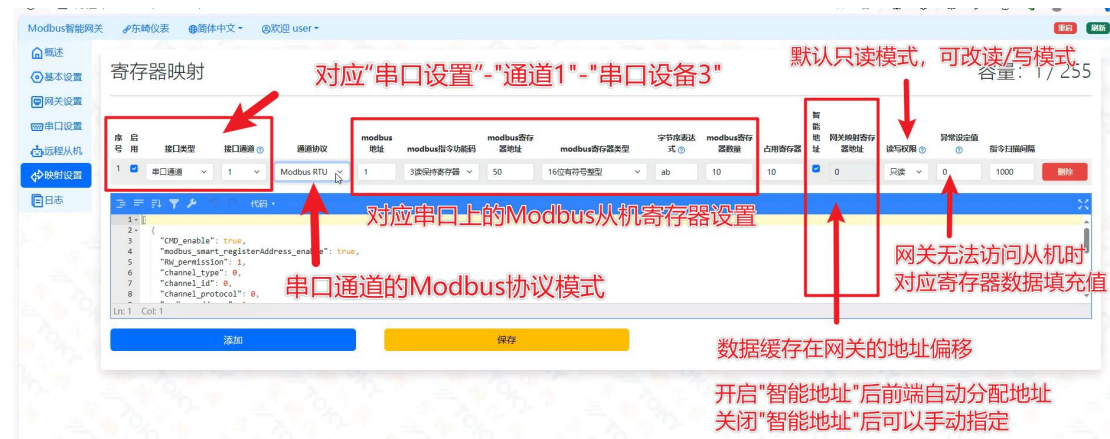 Modbus智能网关 东崎仪表 简体中文 欢迎 user 重启 刷新
概述
基本设置
网关设置
串口设置
远程从机
映射设置
日志
寄存器映射
容量: 1 / 255
对应“串口设置”-"通道1"-"串口设备3"
默认只读模式，可改读/写模式
序号 启用 接口类型 接口通道 通道协议 modbus地址 modbus指令功能码 modbus寄存器地址 modbus寄存器类型 字节序表达式 modbus寄存器数量 占用寄存器 智能地址 网关映射寄存器地址 读写权限 异常设定值 指令扫描间隔
1 串口通道 1 Modbus RTU 1 3读保持寄存器 50 16位有符号整型 ab 10 10 0 只读 0 1000 删除
代码
对应串口上的Modbus从机寄存器设置
1 [
2 {
3 "CMD_enable": true,
4 "modbus_smart_registerAddress_enable": true,
5 "RW_permission": 1,
6 "channel_type": 0,
7 "channel_id": 0,
8 "channel_protocol": 0,
串口通道的Modbus协议模式
网关无法访问从机时
对应寄存器数据填充值
Ln: 1 Col: 1
添加 保存
数据缓存在网关的地址偏移
开启"智能地址"后前端自动分配地址
关闭"智能地址"后可以手动指定